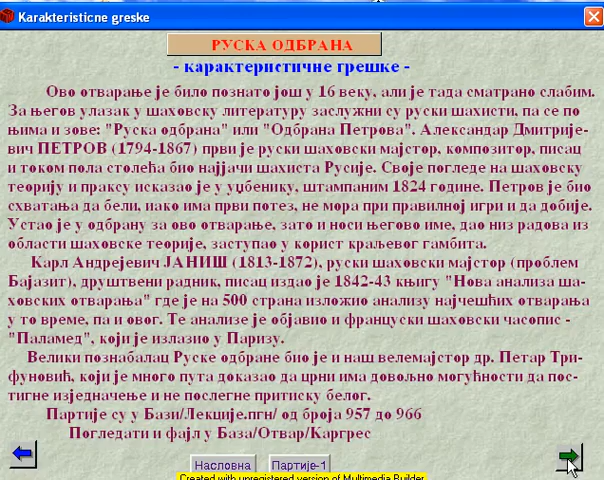 Karakteristicne greske
РУСКА ОДБРАНА
- карактеристичне грешке -
Ово отварање је било познато још у 16 веку, али је тада сматрано слабим.
За његов улазак у шаховску литературу заслужни су руски шахисти, па се по
њима и зове: "Руска одбрана" или "Одбрана Петрова". Александар Дмитрије-
вич ПЕТРОВ (1794-1867) први је руски шаховски мајстор, композитор, писац
и током пола столећа био најјачи шахиста Русије. Своје погледе на шаховску
теорију и праксу исказао је у уџбенику, штампаним 1824 године. Петров је био
схватања да бели, иако има први потез, не мора при правилној игри и да добије.
Устао је у одбрану за ово отварање, зато и носи његово име, дао низ радова из
области шаховске теорије, заступао у корист краљевог гамбита.
Карл Андрејевич ЈАНИШ (1813-1872), руски шаховски мајстор (проблем
Бајазит), друштвени радник, писац издао је 1842-43 књигу "Нова анализа ша-
ховских отварања" где је на 500 страна изложио анализу најчешћих отварања
у то време, па и овог. Те анализе је објавио и француски шаховски часопис -
"Паламед", који је излазио у Паризу.
Велики познабалац Руске одбране био је и наш велемајстор др. Петар Три-
фуновић, који је много пута доказао да црни има довољно могућности да пос-
тигне изједначење и не послегне притиску белог.
Партије су у Бази/Лекције.пгн/ од броја 957 до 966
Погледати и фајл у База/Отвар/Каргрес
Насловна
Партије-1
Created with unregistered version of Multimedia Builder